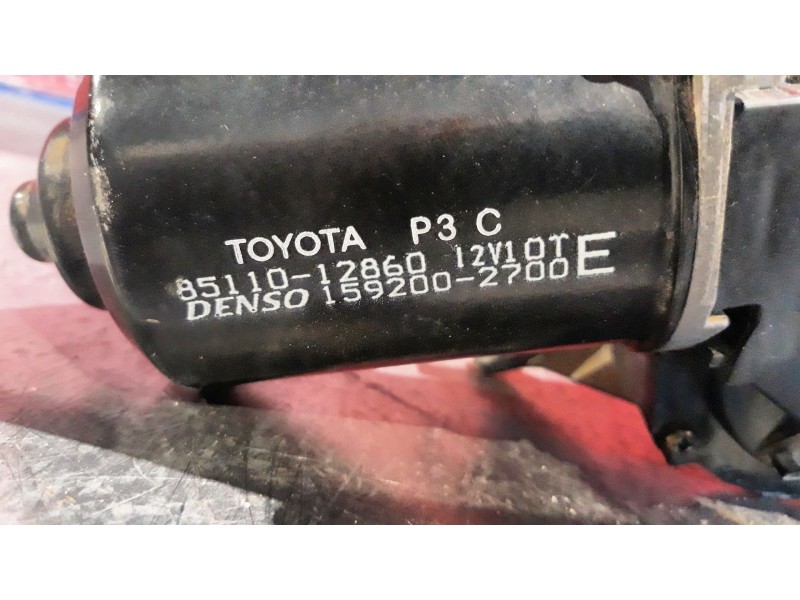 TOYOTA P3 C
85110-12860 12V10T
DENSO 159200-2700 E